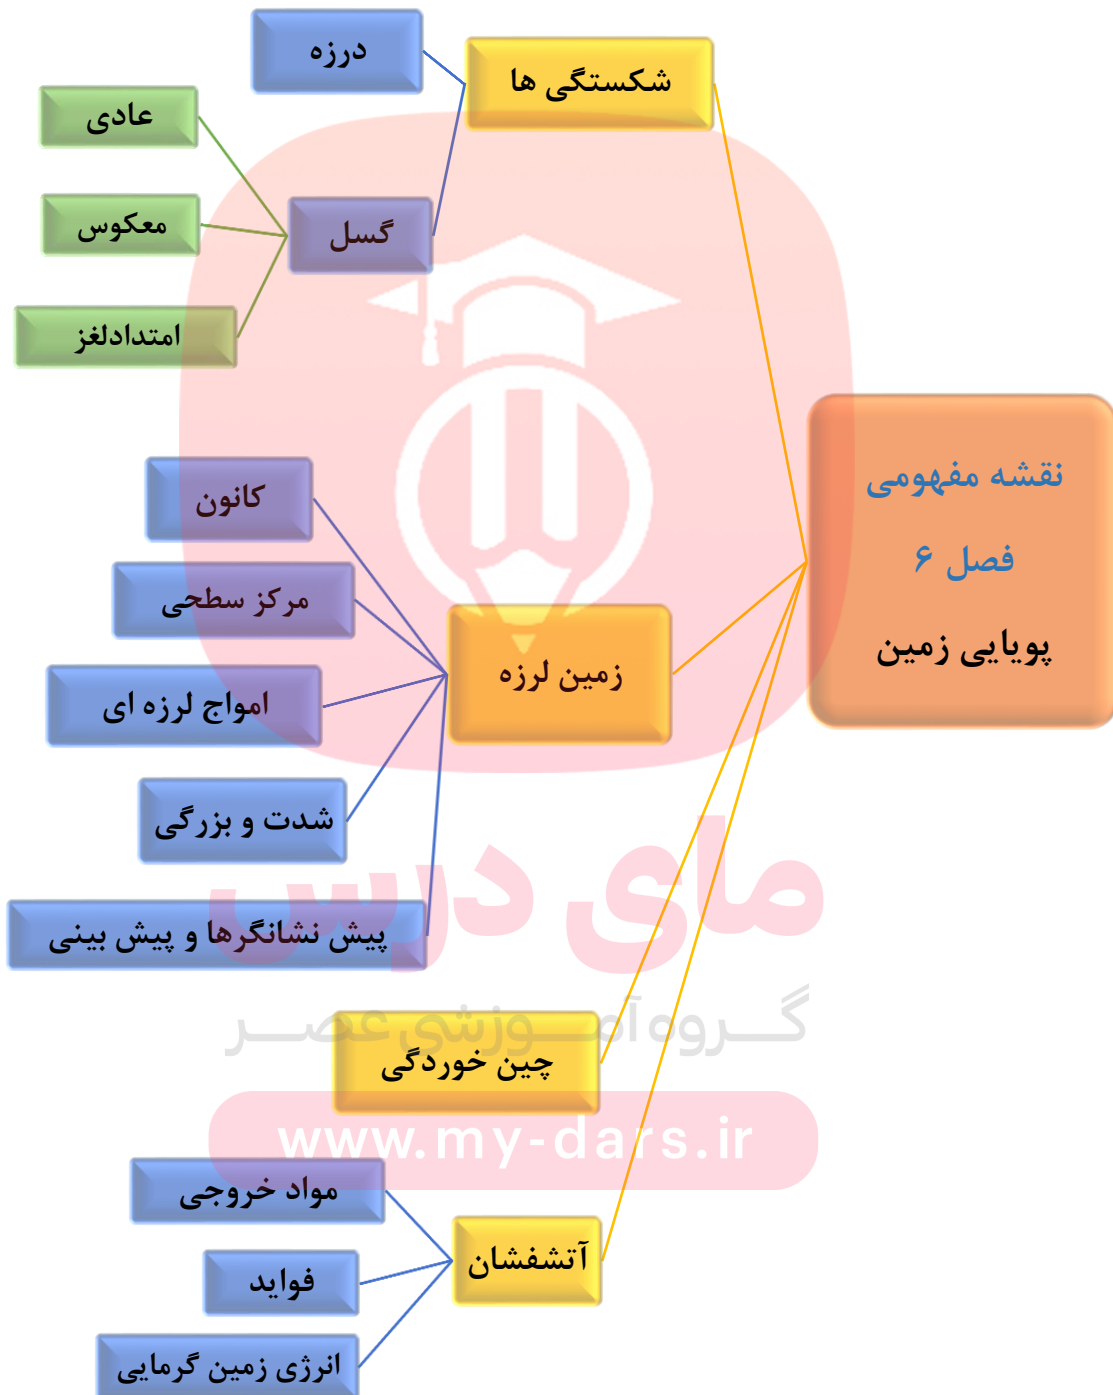 نقشه مفهومی
فصل ۶
پویایی زمین
شکستگی ها
درزه
گسل
عادی
معکوس
امتدادلغز
زمین لرزه
کانون
مرکز سطحی
امواج لرزه ای
شدت و بزرگی
پیش نشانگرها و پیش بینی
چین خوردگی
آتشفشان
مواد خروجی
فواید
انرژی زمین گرمایی
مای درس
گروه آموزشی عصر
www.my-dars.ir